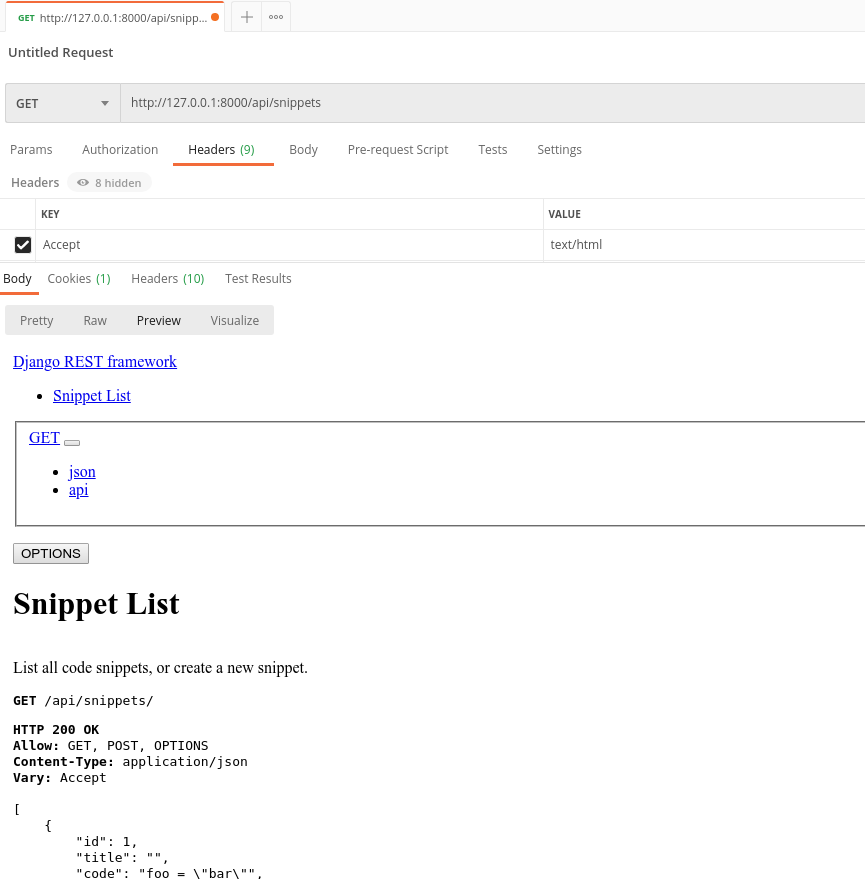 GET http://127.0.0.1:8000/api/snipp...
Untitled Request
GET http://127.0.0.1:8000/api/snippets
Params Authorization Headers (9) Body Pre-request Script Tests Settings
Headers 8 hidden
KEY VALUE
Accept text/html
Body Cookies (1) Headers (10) Test Results
Pretty Raw Preview Visualize
Django REST framework
Snippet List
GET
json
api
OPTIONS
Snippet List
List all code snippets, or create a new snippet.
GET /api/snippets/
HTTP 200 OK
Allow: GET, POST, OPTIONS
Content-Type: application/json
Vary: Accept
[
    {
        "id": 1,
        "title": "",
        "code": "foo = \"bar\"",